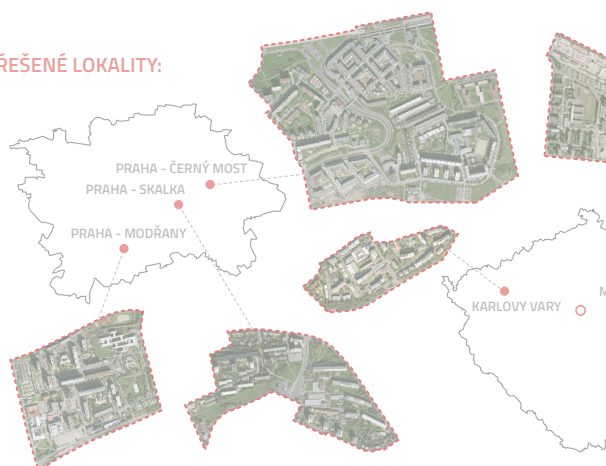 ŘEŠENÉ LOKALITY:
PRAHA - ČERNÝ MOST
PRAHA - SKALKA
PRAHA - MODŘANY
KARLOVY VARY
M